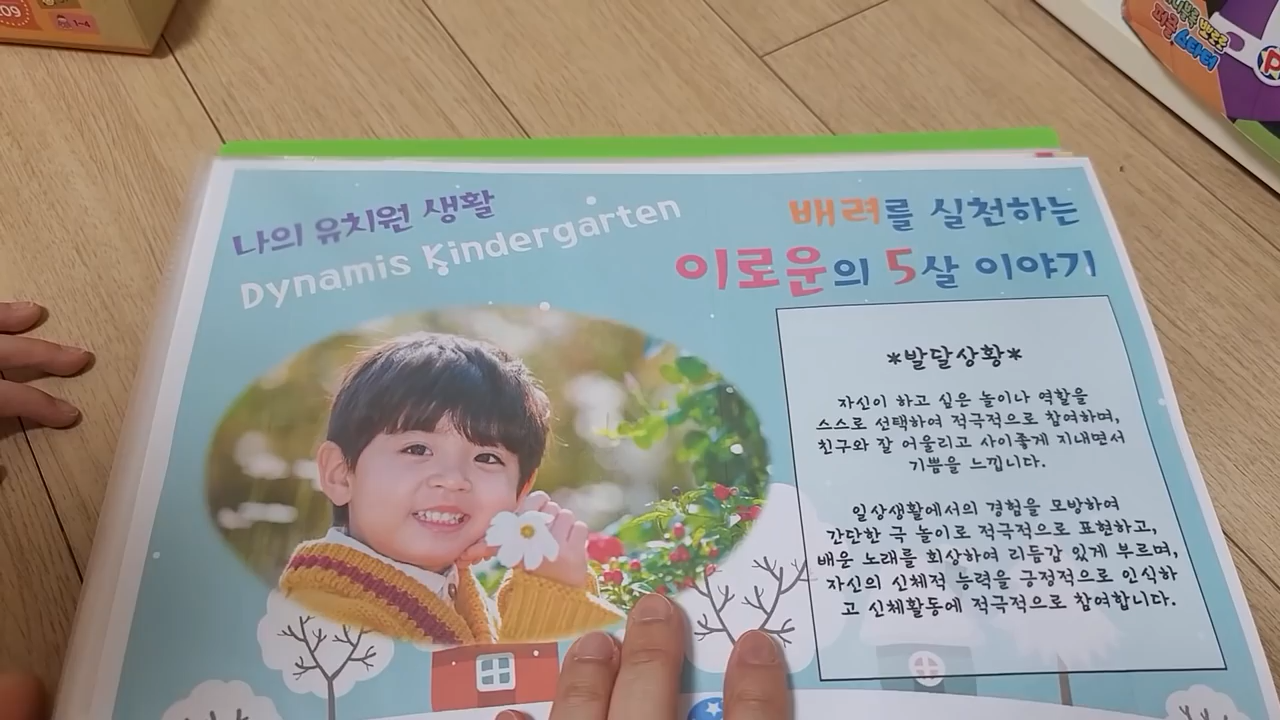 나의 유치원 생활
Dynamis Kindergarten
배려를 실천하는
이로운의 5살 이야기
*발달상황*
자신이 하고 싶은 놀이나 역할을
스스로 선택하여 적극적으로 참여하며,
친구와 잘 어울리고 사이좋게 지내면서
기쁨을 느낍니다.
일상생활에서의 경험을 모방하여
간단한 극 놀이로 적극적으로 표현하고,
배운 노래를 회상하여 리듬감 있게 부르며,
자신의 신체적 능력을 긍정적으로 인식하
고 신체활동에 적극적으로 참여합니다.
09
1~4